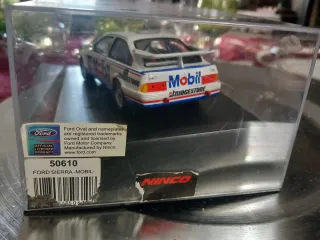 Mobil
BRIDGESTONE
Ford
Ford Oval and nameplates
are registered trademarks
owned and licensed by
Ford Motor Company.
Manufactured by Ninco.
www.ford.com
50610
FORD SIERRA -MOBIL-
NINCO